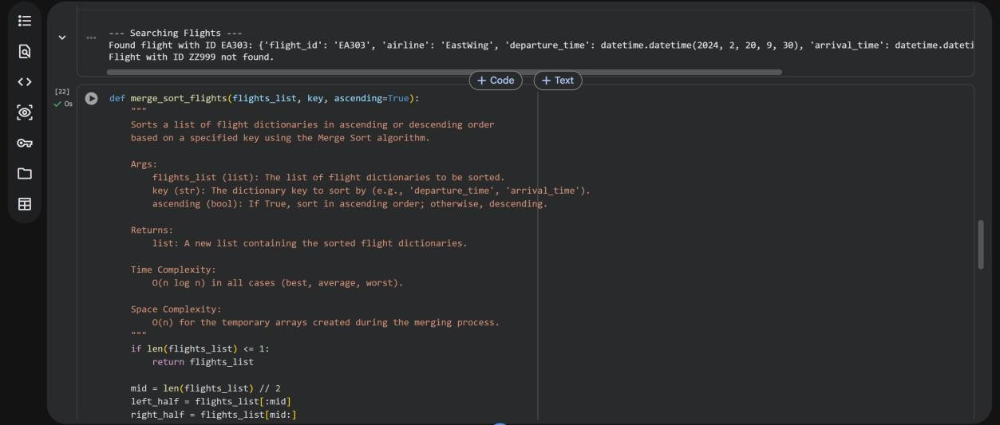 --- Searching Flights ---
Found flight with ID EA303: {'flight_id': 'EA303', 'airline': 'EastWing', 'departure_time': datetime.datetime(2024, 2, 20, 9, 30), 'arrival_time': datetime.dateti
Flight with ID ZZ999 not found.
+ Code + Text
[22]
0s
def merge_sort_flights(flights_list, key, ascending=True):
    """
    Sorts a list of flight dictionaries in ascending or descending order
    based on a specified key using the Merge Sort algorithm.

    Args:
        flights_list (list): The list of flight dictionaries to be sorted.
        key (str): The dictionary key to sort by (e.g., 'departure_time', 'arrival_time').
        ascending (bool): If True, sort in ascending order; otherwise, descending.

    Returns:
        list: A new list containing the sorted flight dictionaries.

    Time Complexity:
        O(n log n) in all cases (best, average, worst).

    Space Complexity:
        O(n) for the temporary arrays created during the merging process.
    """
    if len(flights_list) <= 1:
        return flights_list

    mid = len(flights_list) // 2
    left_half = flights_list[:mid]
    right_half = flights_list[mid:]